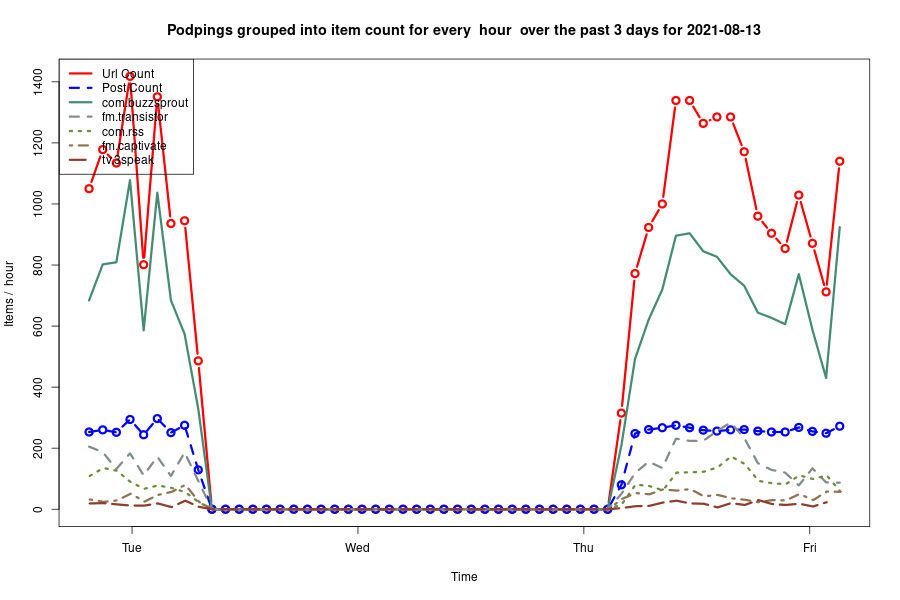 Podpings grouped into item count for every  hour  over the past 3 days for 2021-08-13
Url Count
Post Count
com.buzzsprout
fm.transistor
com.rss
fm.captivate
tv.3speak
Items /  hour
1400
1200
1000
800
600
400
200
0
Tue
Wed
Thu
Fri
Time